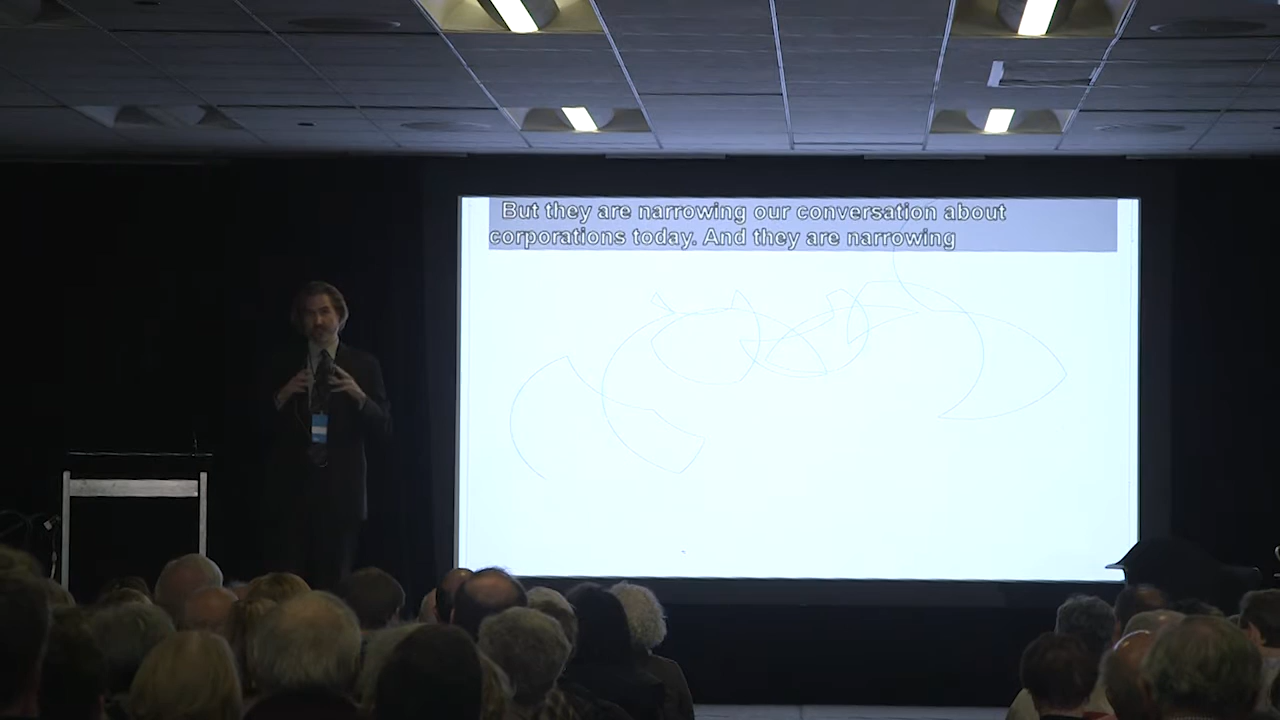 But they are narrowing our conversation about
corporations today. And they are narrowing